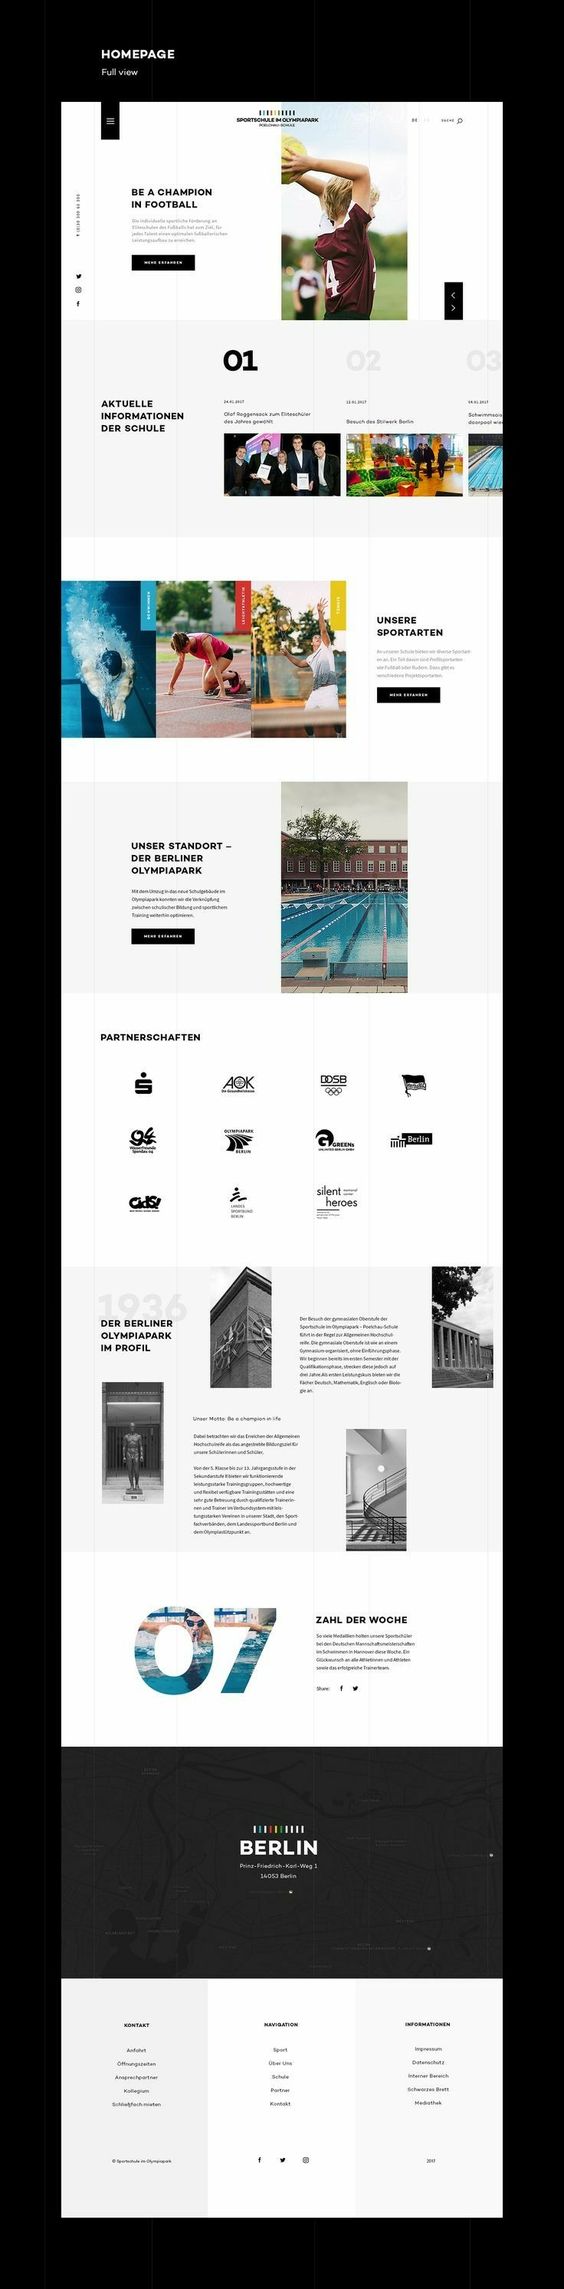 HOMEPAGE
Full view
SPORTSCHULE IM OLYMPIAPARK
POELCHAU-SCHULE
DE
SUCHE
BE A CHAMPION
IN FOOTBALL
Die individuelle sportliche Förderung an
Eliteschulen des Fußballs hat zum Ziel, für
jedes Talent einen optimalen fußballerischen
Leistungsaufbau zu erreichen.
MEHR ERFAHREN
4
01
02
03
AKTUELLE
INFORMATIONEN
DER SCHULE
24.01.2017
Olaf Roggensack zum Eliteschüler
des Jahres gewählt
12.01.2017
Besuch des Stilwerk Berlin
Schwimmsais
SCHWIMMEN
LEICHTATHLETIK
TENNIS
UNSERE
SPORTARTEN
An unserer Schule bieten wir diverse Sportart-
en an. Ein Teil davon sind Profilsportarten
wie Fußball oder Rudern. Dazu gibt es
verschiedene Projektsportarten.
MEHR ERFAHREN
UNSER STANDORT –
DER BERLINER
OLYMPIAPARK
Mit dem Umzug in das neue Schulgebäude im
Olympiapark konnten wir die Verknüpfung
zwischen schulischer Bildung und sportlichem
Training weiterhin optimieren.
MEHR ERFAHREN
PARTNERSCHAFTEN
AOK
Die Gesundheitskasse
DOSB
Wasserfreunde
Spandau 04
OLYMPIAPARK
BERLIN
GREENs
UNLIMITED BERLIN GMBH
Berlin
LANDES
SPORTBUND
BERLIN
silent
heroes
1936
DER BERLINER
OLYMPIAPARK
IM PROFIL
Der Besuch der gymnasialen Oberstufe der
Sportschule im Olympiapark – Poelchau-Schule
führt in der Regel zur Allgemeinen Hochschul-
reife. Die gymnasiale Oberstufe ist wie an einem
Gymnasium organisiert, ohne Einführungsphase.
Wir beginnen bereits im ersten Semester mit der
Qualifikationsphase, strecken diese jedoch auf
drei Jahre. Als ersten Leistungskurs bieten wir die
Fächer Deutsch, Mathematik, Englisch oder Biolo-
gie an.
Unser Motto: Be a champion in life
Dabei betrachten wir das Erreichen der Allgemeinen
Hochschulreife als das angestrebte Bildungsziel für
unsere Schülerinnen und Schüler.
Von der 5. Klasse bis zur 13. Jahrgangsstufe in der
Sekundarstufe II bieten wir funktionierende
leistungsstarke Trainingsgruppen, hochwertige
und flexibel verfügbare Trainingsstätten und eine
sehr gute Betreuung durch qualifizierte Trainerin-
nen und Trainer im Verbundsystem mit leis-
tungsstarken Vereinen in unserer Stadt, den Sport-
fachverbänden, dem Landessportbund Berlin und
dem Olympiastützpunkt an.
07
ZAHL DER WOCHE
So viele Medaillen holten unsere Sportschüler
bei den Deutschen Mannschaftsmeisterschaften
im Schwimmen in Hannover diese Woche. Ein
Glückwunsch an alle Athletinnen und Athleten
sowie das erfolgreiche Trainerteam.
Share:
BERLIN
Prinz-Friedrich-Karl-Weg 1
14053 Berlin
KONTAKT
Anfahrt
Öffnungszeiten
Ansprechpartner
Kollegium
Schließfach mieten
© Sportschule im Olympiapark
NAVIGATION
Sport
Über Uns
Schule
Partner
Kontakt
INFORMATIONEN
Impressum
Datenschutz
Interner Bereich
Schwarzes Brett
Mediathek
2017